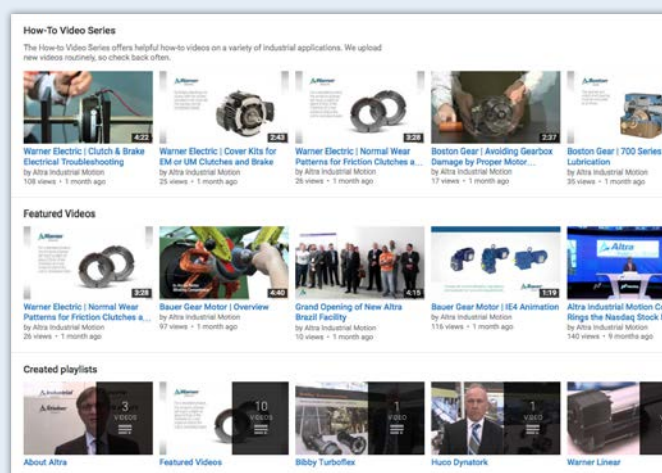 How-To Video Series
The How-to Video Series offers helpful how-to videos on a variety of industrial applications. We upload
new videos routinely, so check back often.
4:22
2:43
3:28
2:37
Warner Electric | Clutch & Brake
Electrical Troubleshooting
by Altra Industrial Motion
108 views • 1 month ago
Warner Electric | Cover Kits for
EM or UM Clutches and Brake
by Altra Industrial Motion
25 views • 1 month ago
Warner Electric | Normal Wear
Patterns for Friction Clutches a...
by Altra Industrial Motion
26 views • 1 month ago
Boston Gear | Avoiding Gearbox
Damage by Proper Motor...
by Altra Industrial Motion
17 views • 1 month ago
Boston Gear | 700 Series
Lubrication
by Altra Industrial Motion
35 views • 1 month ago
Featured Videos
3:28
4:40
4:15
1:19
Altra
Warner Electric | Normal Wear
Patterns for Friction Clutches a...
by Altra Industrial Motion
26 views • 1 month ago
Bauer Gear Motor | Overview
by Altra Industrial Motion
97 views • 1 month ago
Grand Opening of New Altra
Brazil Facility
by Altra Industrial Motion
10 views • 1 month ago
Bauer Gear Motor | IE4 Animation
by Altra Industrial Motion
116 views • 1 month ago
Altra Industrial Motion
Rings the Nasdaq Stock
by Altra Industrial Motion
140 views • 9 months ago
Created playlists
3
VIDEOS
10
VIDEOS
1
VIDEO
1
VIDEO
About Altra
Featured Videos
Bibby Turboflex
Huco Dynatork
Warner Linear